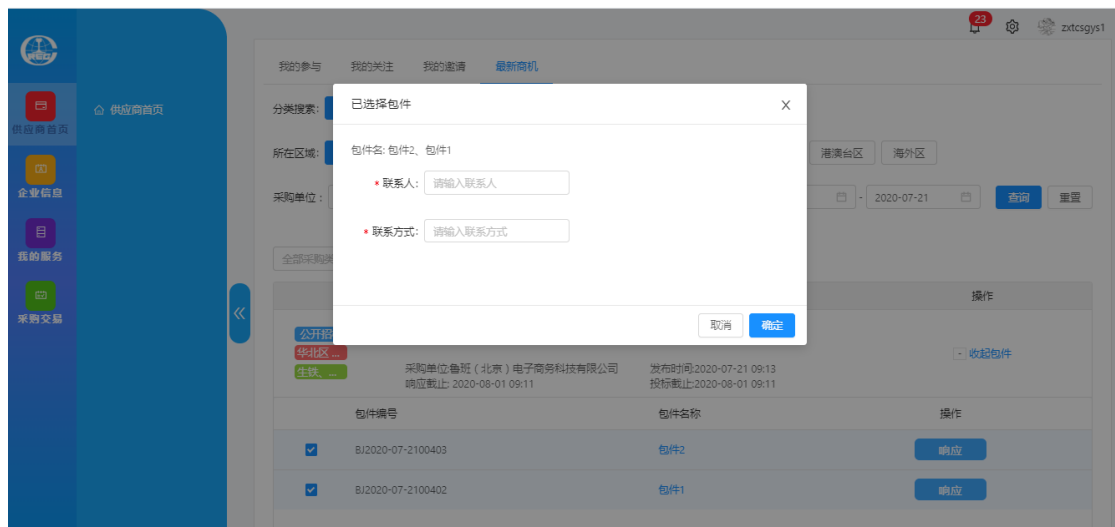 23
zxtcsgys1
CREC
供应商首页
企业信息
我的服务
采购交易
供应商首页
我的参与 我的关注 我的邀请 最新商机
分类搜索:
所在区域: 港澳台区 海外区
采购单位: - 2020-07-21 查询 重置
全部采购
已选择包件 X
包件名: 包件2、包件1
* 联系人: 请输入联系人
* 联系方式: 请输入联系方式
取消 确定
操作
公开招
华北区 ...
生铁、...
采购单位:鲁班(北京)电子商务科技有限公司 发布时间:2020-07-21 09:13
响应截止: 2020-08-01 09:11 投标截止:2020-08-01 09:11
- 收起包件
包件编号 包件名称 操作
BJ2020-07-2100403 包件2 响应
BJ2020-07-2100402 包件1 响应